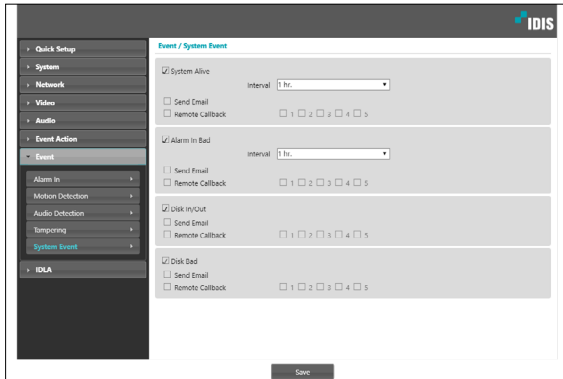 IDIS
Quick Setup
System
Network
Video
Audio
Event Action
Event
Alarm In
Motion Detection
Audio Detection
Tampering
System Event
IDLA
Event / System Event
System Alive
Interval 1 hr.
Send Email
Remote Callback 1 2 3 4 5
Alarm In Bad
Interval 1 hr.
Send Email
Remote Callback 1 2 3 4 5
Disk In/Out
Send Email
Remote Callback 1 2 3 4 5
Disk Bad
Send Email
Remote Callback 1 2 3 4 5
Save